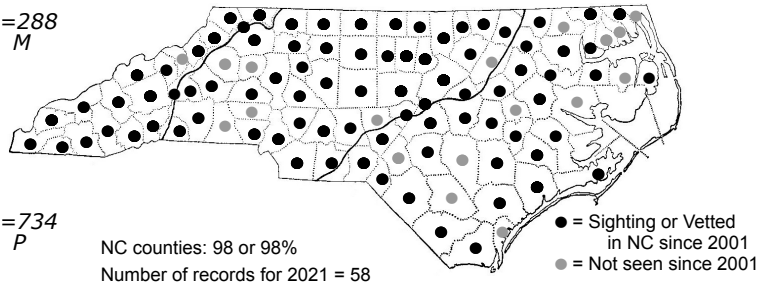 =288
M
=734
P
NC counties: 98 or 98%
Number of records for 2021 = 58
= Sighting or Vetted
in NC since 2001
= Not seen since 2001